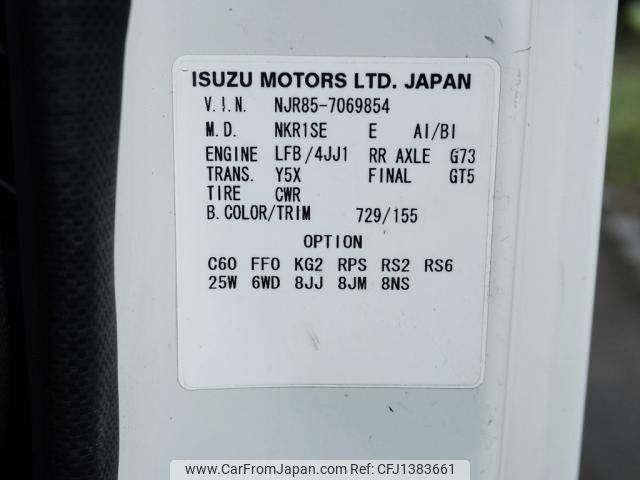 ISUZU MOTORS LTD. JAPAN
V.I.N. NJR85-7069854
M.D. NKR1SE E AI/BI
ENGINE LFB/4JJ1 RR AXLE G73
TRANS. Y5X FINAL GT5
TIRE CWR
B.COLOR/TRIM 729/155
OPTION
C60 FF0 KG2 RPS RS2 RS6
25W 6WD 8JJ 8JM 8NS
www.CarFromJapan.com - CFJ1383661